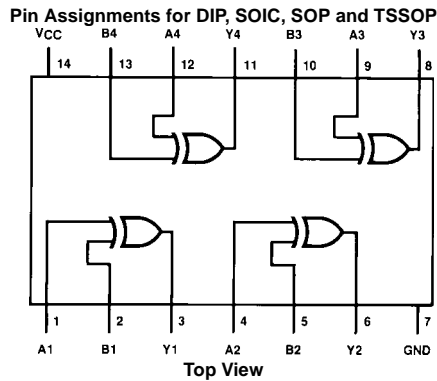 Pin Assignments for DIP, SOIC, SOP and TSSOP
VCC B4 A4 Y4 B3 A3 Y3
14 13 12 11 10 9 8
1 2 3 4 5 6 7
A1 B1 Y1 A2 B2 Y2 GND
Top View